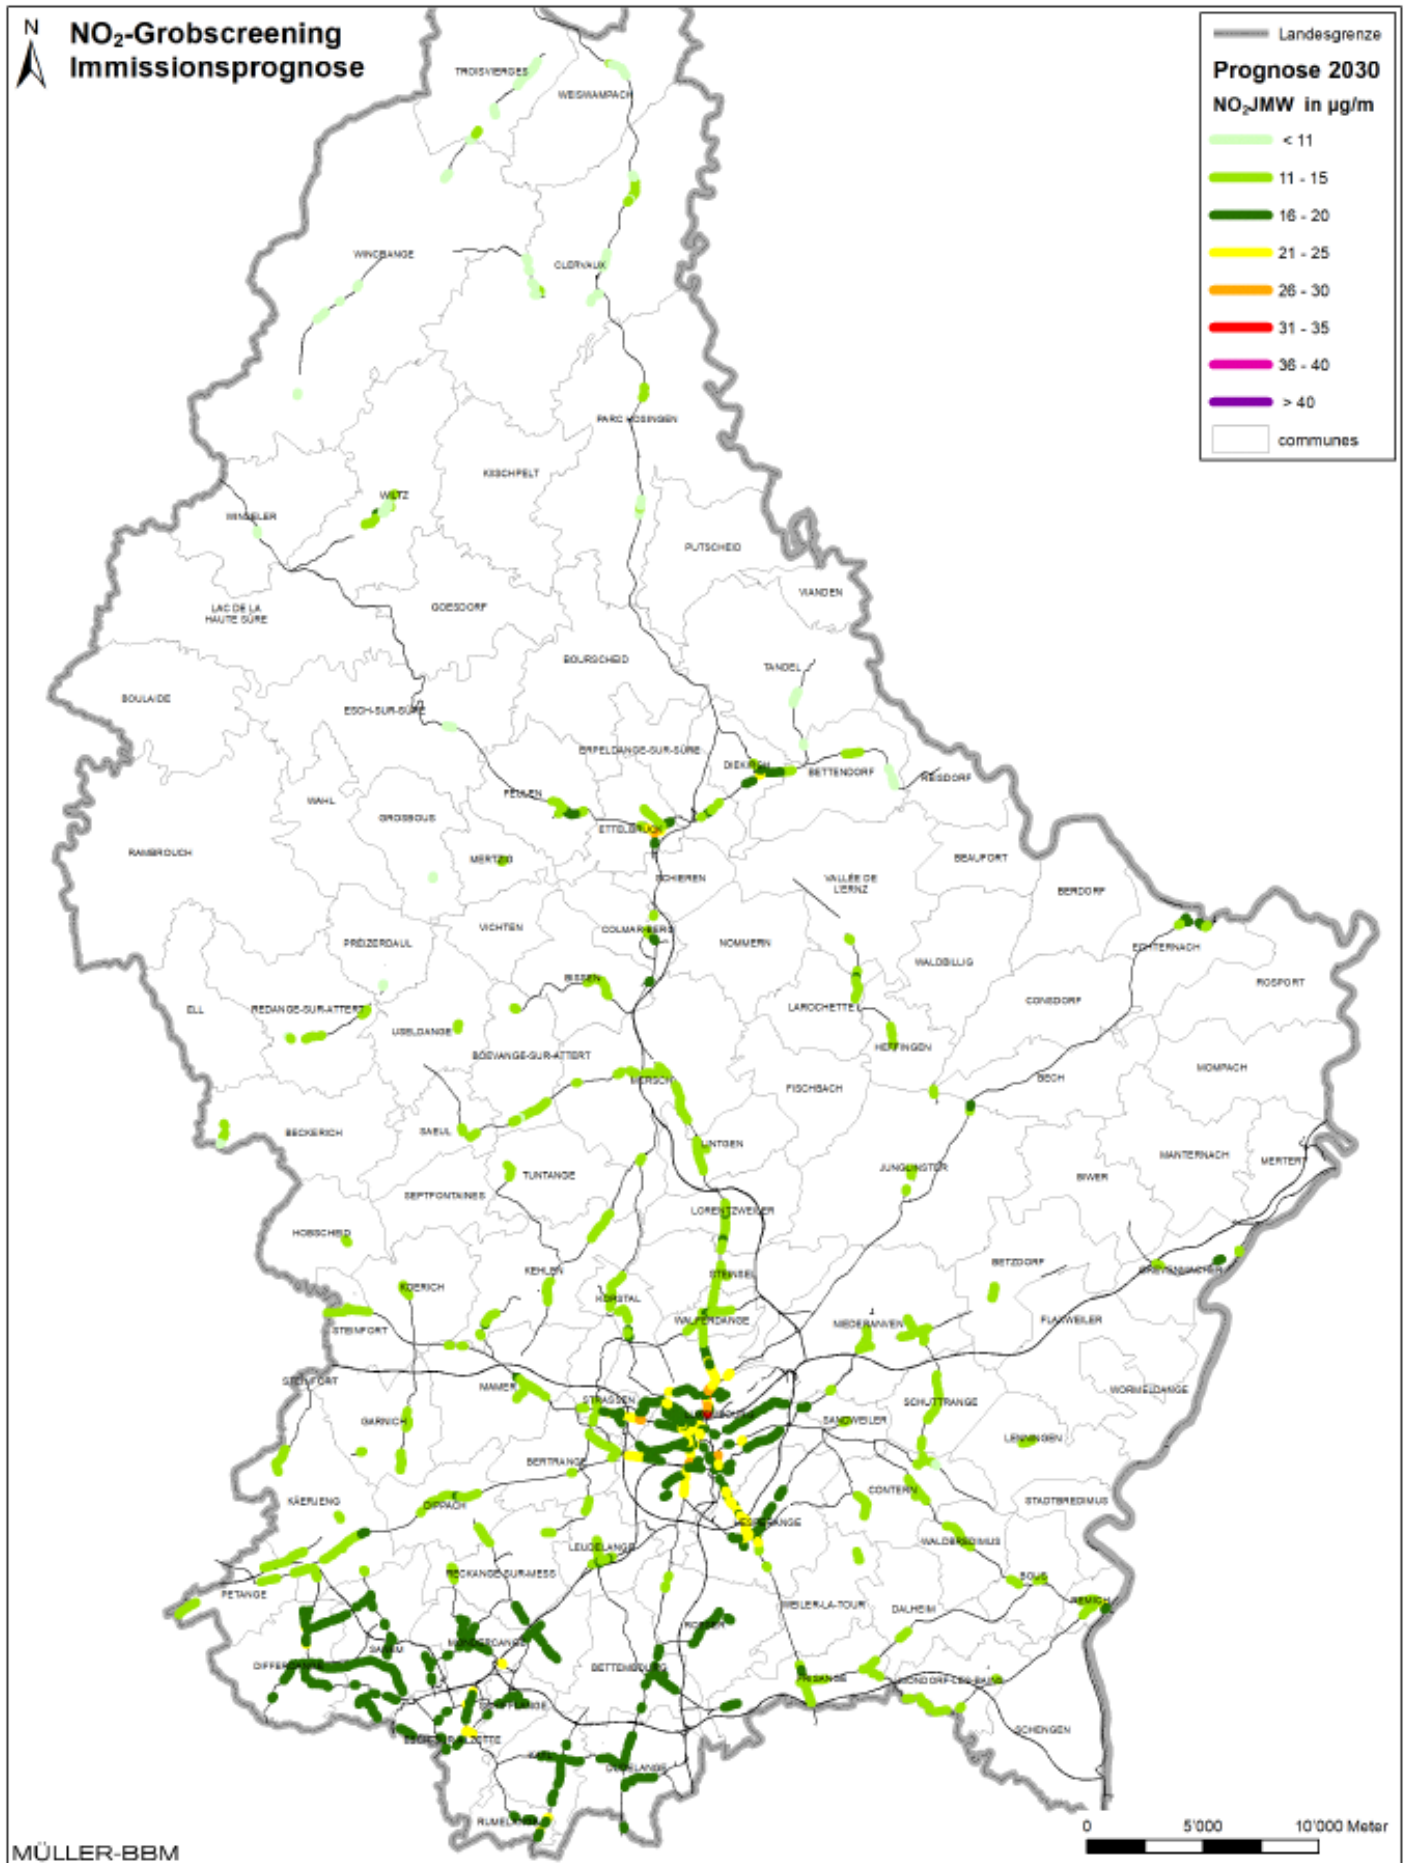 N
NO₂-Grobscreening
Immissionsprognose
Landesgrenze
Prognose 2030
NO₂JMW in µg/m
< 11
11 - 15
16 - 20
21 - 25
26 - 30
31 - 35
36 - 40
> 40
communes
TROISVIERGES
WEISWAMPACH
WINCRANGE
CLERVAUX
PARC HOSINGEN
KIISCHPELT
WILTZ
WINSELER
PUTSCHEID
VIANDEN
LAC DE LA
HAUTE SÛRE
GOESDORF
BOURSCHEID
TANDEL
BOULAIDE
ESCH-SUR-SÛRE
ERPELDANGE-SUR-SÛRE
DIEKIRCH
BETTENDORF
REISDORF
FEULEN
WAHL
GROSBOUS
ETTELBRUCK
RAMBROUCH
MERTZIG
SCHIEREN
VALLÉE DE
L'ERNZ
BEAUFORT
BERDORF
VICHTEN
COLMAR-BERG
PRÉIZERDAUL
NOMMERN
ECHTERNACH
WALDBILLIG
BISSEN
ROSPORT
ELL
REDANGE-SUR-ATTERT
LAROCHETTE
CONSDORF
USELDANGE
HEFFINGEN
BOEVANGE-SUR-ATTERT
MERSCH
FISCHBACH
BECH
MOMPACH
BECKERICH
SAEUL
LINTGEN
MANTERNACH
MERTERT
JUNGLINSTER
TUNTANGE
BIWER
SEPTFONTAINES
LORENTZWEILER
HOBSCHEID
BETZDORF
KEHLEN
STEINSEL
GREVENMACHER
KOERICH
KOPSTAL
WALFERDANGE
NIEDERANVEN
FLAXWEILER
STEINFORT
STEINFORT
MAMER
WORMELDANGE
STRASSEN
SCHUTTRANGE
LUXEMBOURG
GARNICH
SANDWEILER
LENNINGEN
BERTRANGE
CONTERN
KÄERJENG
DIPPACH
STADTBREDIMUS
HESPERANGE
WALDBREDIMUS
LEUDELANGE
RECKANGE-SUR-MESS
BOUS
PETANGE
WEILER-LA-TOUR
DALHEIM
REMICH
ROESER
MONDERCANGE
SANEM
DIFFERDANGE
BETTEMBOURG
FRISANGE
MONDORF-LES-BAINS
SCHIFFLANGE
SCHENGEN
ESCH-SUR-ALZETTE
KAYL
DUDELANGE
RUMELANGE
0
5'000
10'000 Meter
MÜLLER-BBM